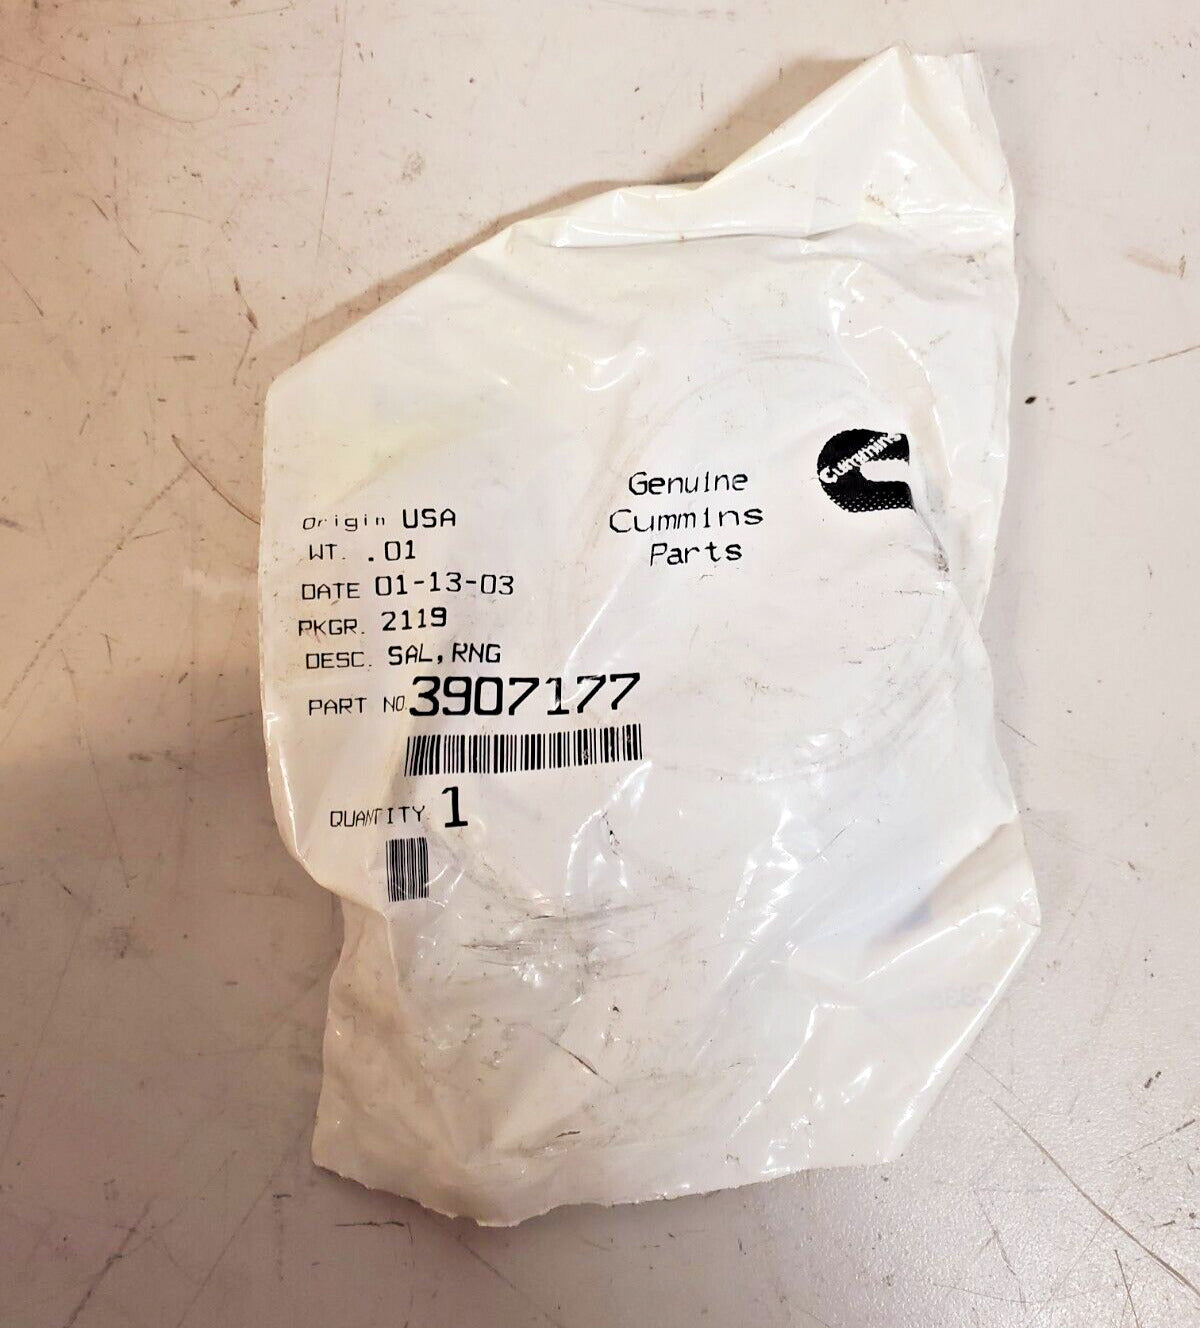 Cummins
Genuine
Cummins
Parts
Origin USA
WT. .01
DATE 01-13-03
PKGR. 2119
DESC. SAL, RNG
PART NO. 3907177
QUANTITY 1